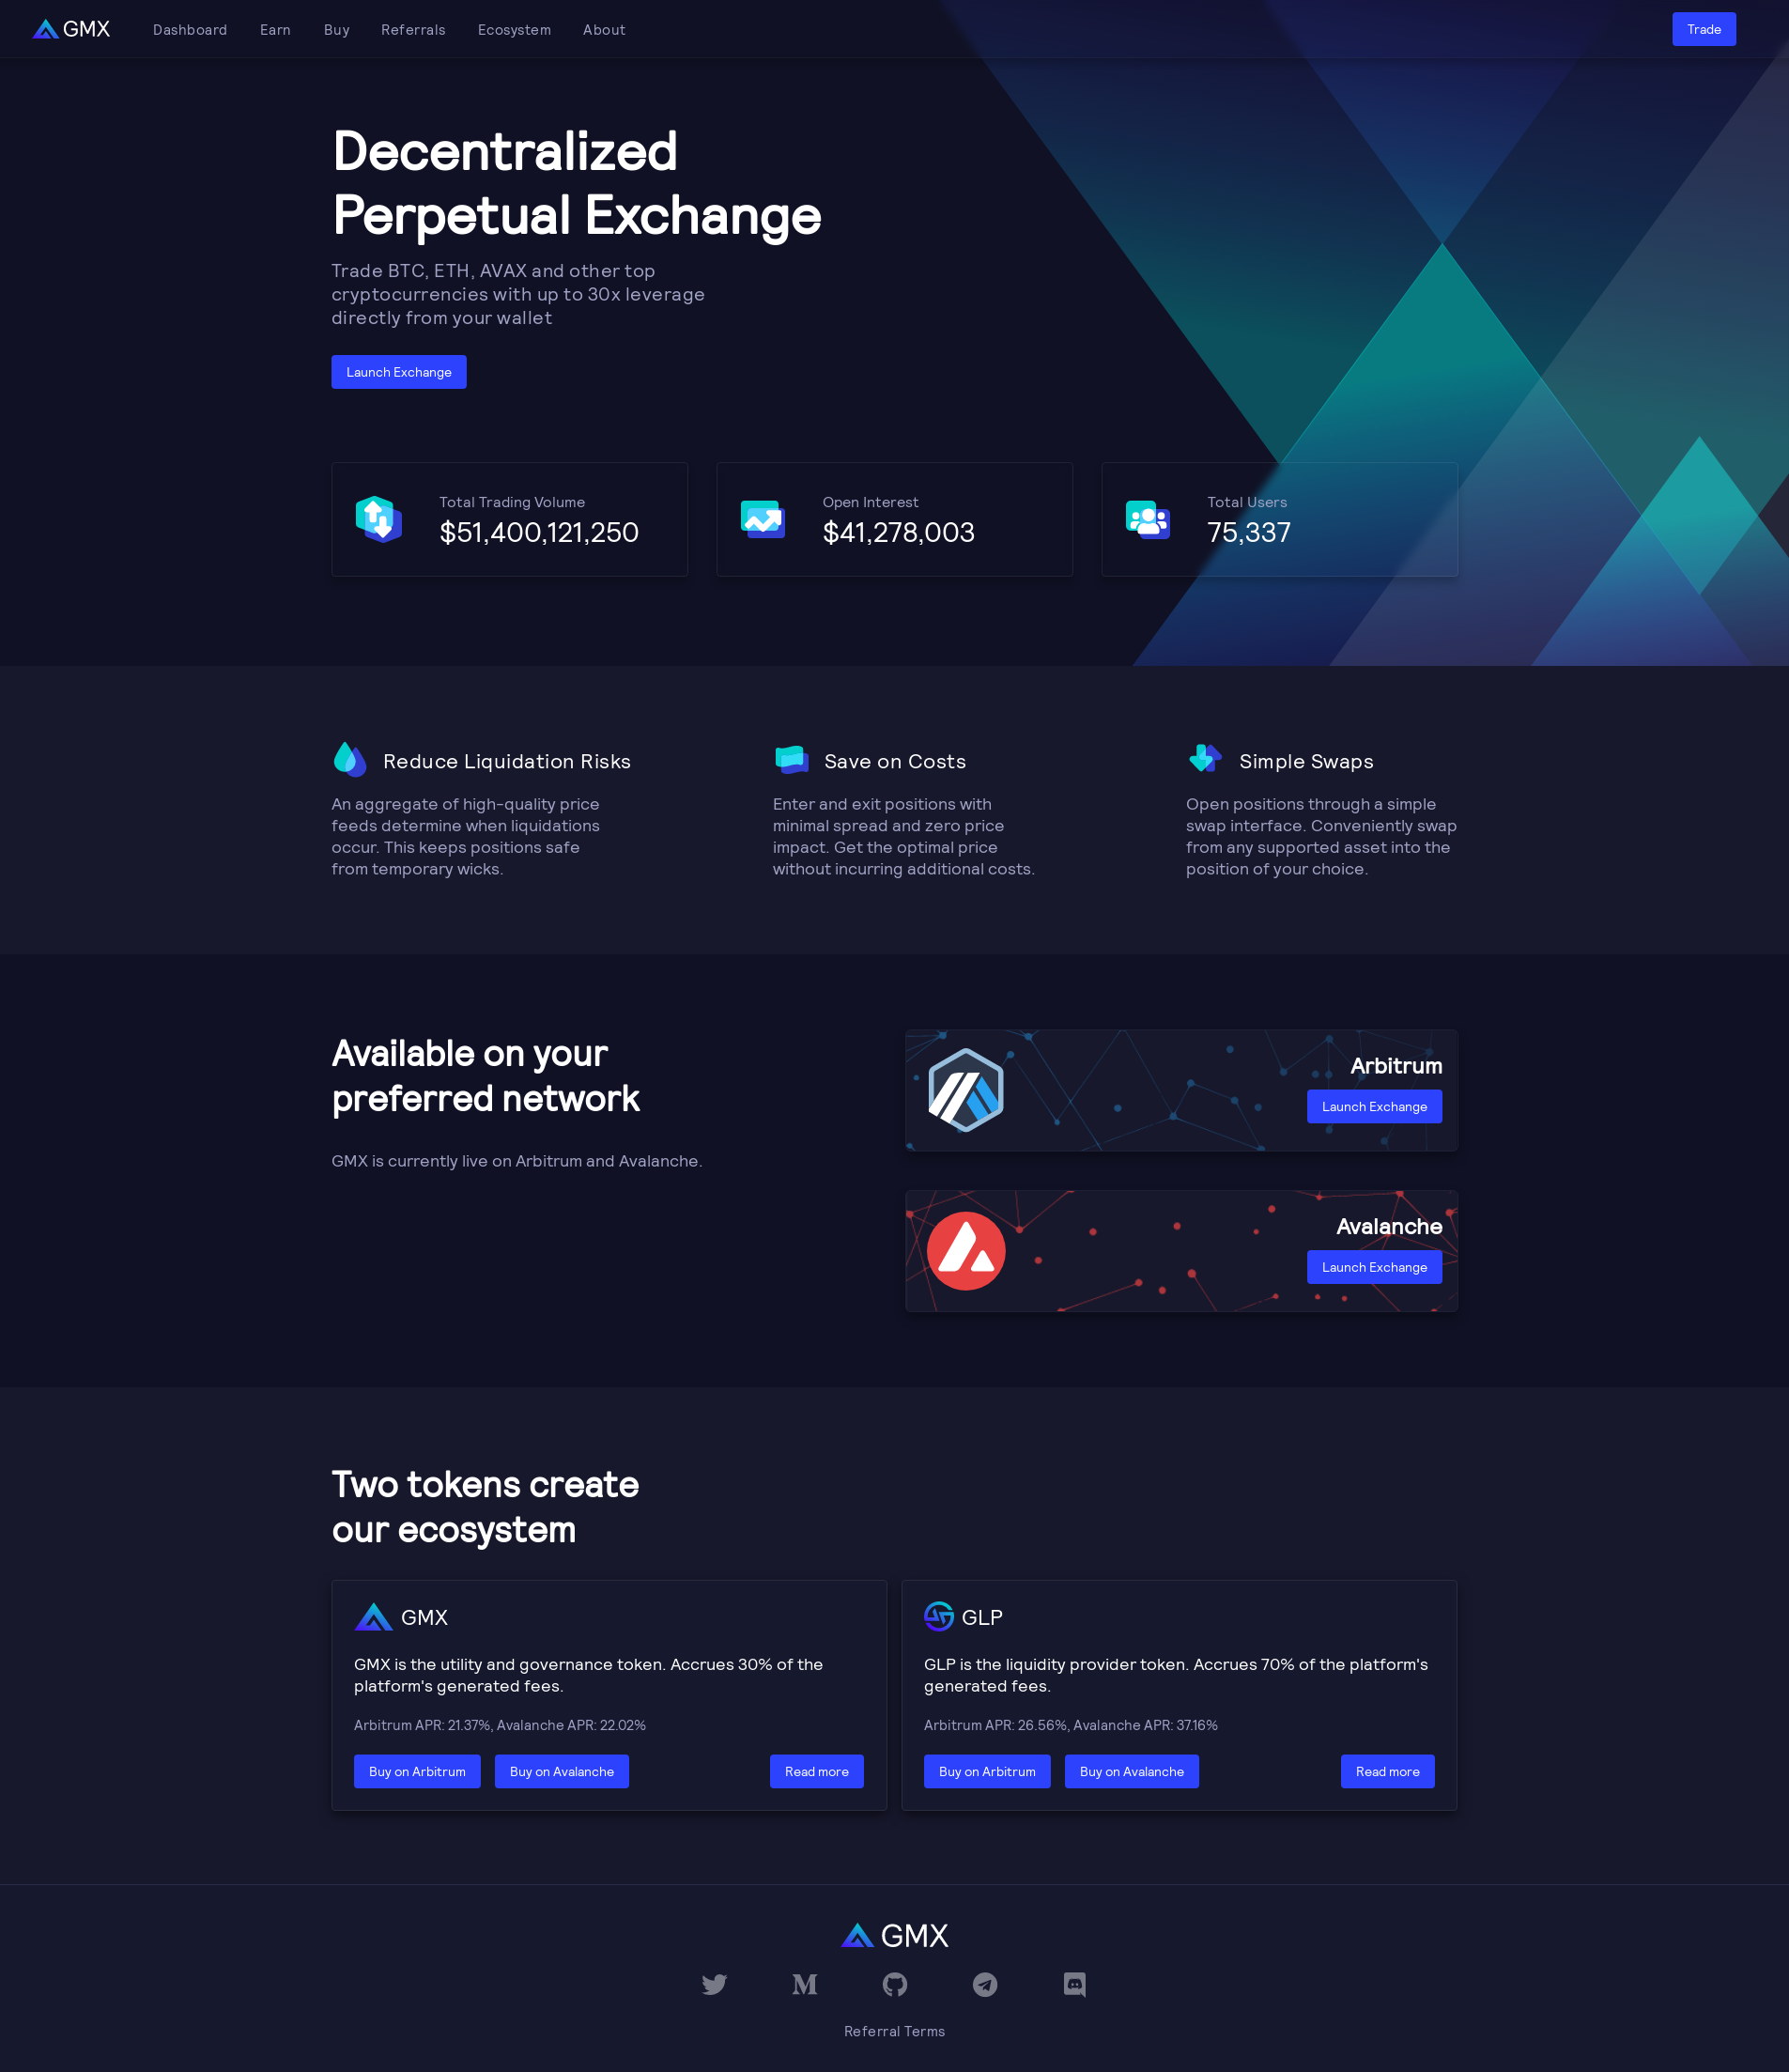 GMX
Dashboard
Earn
Buy
Referrals
Ecosystem
About
Trade
Decentralized
Perpetual Exchange
Trade BTC, ETH, AVAX and other top
cryptocurrencies with up to 30x leverage
directly from your wallet
Launch Exchange
Total Trading Volume
$51,400,121,250
Open Interest
$41,278,003
Total Users
75,337
Reduce Liquidation Risks
An aggregate of high-quality price
feeds determine when liquidations
occur. This keeps positions safe
from temporary wicks.
Save on Costs
Enter and exit positions with
minimal spread and zero price
impact. Get the optimal price
without incurring additional costs.
Simple Swaps
Open positions through a simple
swap interface. Conveniently swap
from any supported asset into the
position of your choice.
Available on your
preferred network
GMX is currently live on Arbitrum and Avalanche.
Arbitrum
Launch Exchange
Avalanche
Launch Exchange
Two tokens create
our ecosystem
GMX
GMX is the utility and governance token. Accrues 30% of the
platform's generated fees.
Arbitrum APR: 21.37%, Avalanche APR: 22.02%
Buy on Arbitrum
Buy on Avalanche
Read more
GLP
GLP is the liquidity provider token. Accrues 70% of the platform's
generated fees.
Arbitrum APR: 26.56%, Avalanche APR: 37.16%
Buy on Arbitrum
Buy on Avalanche
Read more
GMX
Referral Terms